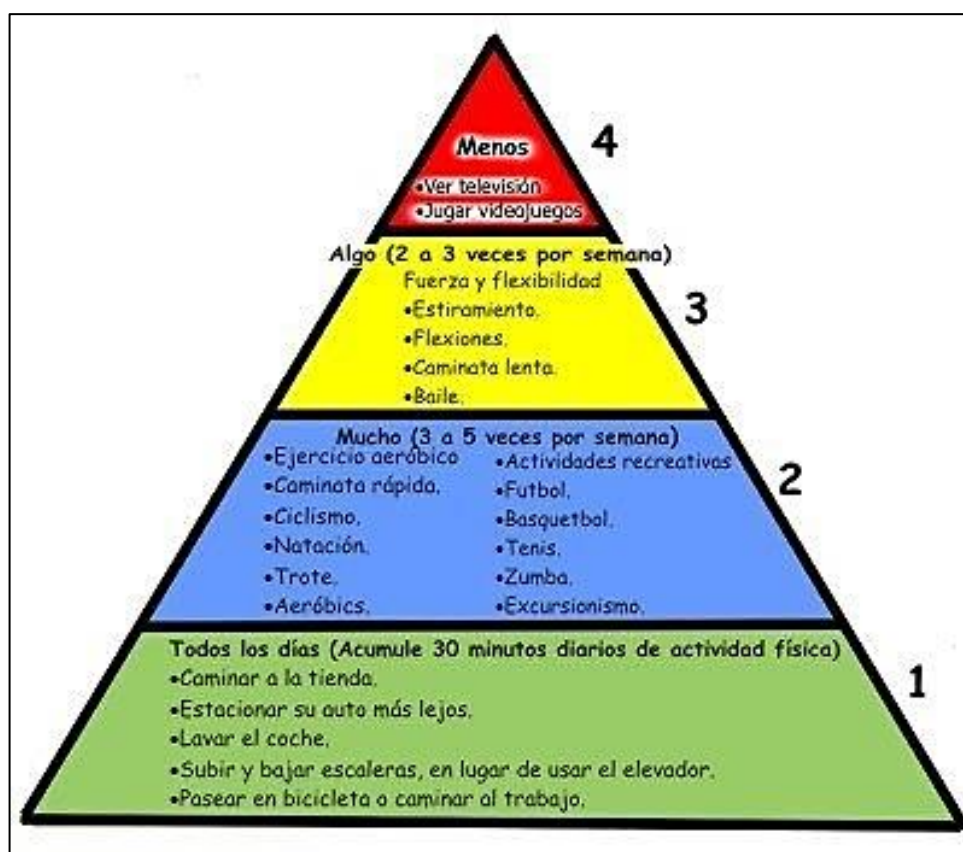 4
Menos
•Ver televisión
•Jugar videojuegos
Algo (2 a 3 veces por semana)
Fuerza y flexibilidad
3
•Estiramiento.
•Flexiones.
•Caminata lenta.
•Baile.
Mucho (3 a 5 veces por semana)
•Ejercicio aeróbico
•Caminata rápida.
•Ciclismo.
•Natación.
•Trote.
•Aeróbics.
•Actividades recreativas
•Futbol.
•Basquetbol.
•Tenis.
•Zumba.
•Excursionismo.
2
Todos los días (Acumule 30 minutos diarios de actividad física)
1
•Caminar a la tienda.
•Estacionar su auto más lejos.
•Lavar el coche.
•Subir y bajar escaleras, en lugar de usar el elevador.
•Pasear en bicicleta o caminar al trabajo.